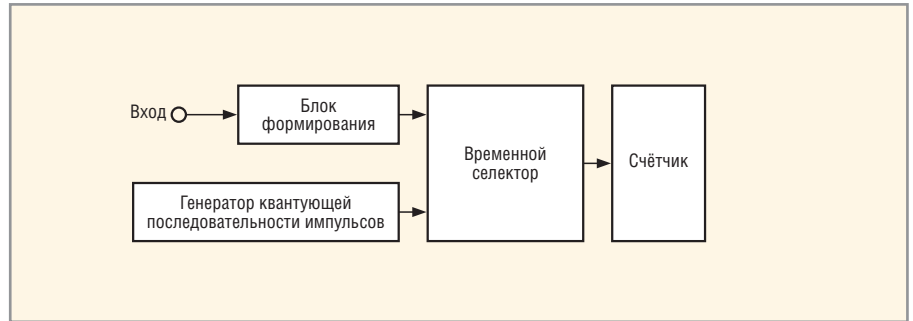 Вход
Блок
формирования
Временной
селектор
Счётчик
Генератор квантующей
последовательности импульсов